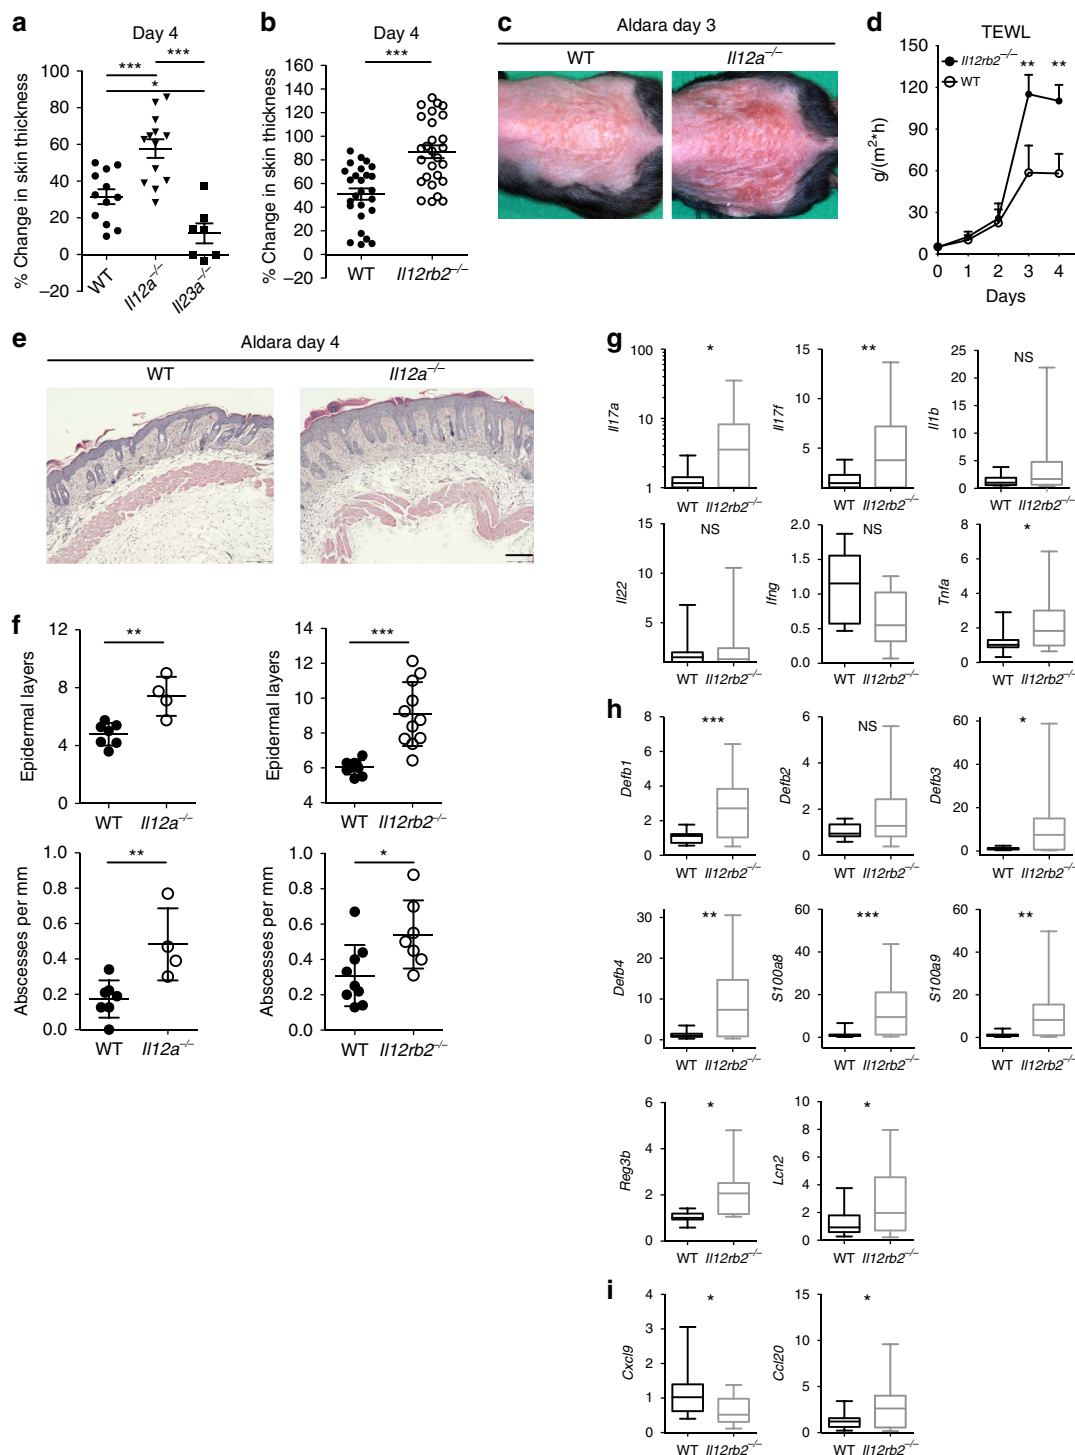 a
Day 4
***
***
*
% Change in skin thickness
100
80
60
40
20
0
–20
WT
Il12a–/–
Il23a–/–
b
Day 4
***
% Change in skin thickness
160
140
120
100
80
60
40
20
0
–20
WT
Il12rb2–/–
c
Aldara day 3
WT
Il12a–/–
d
TEWL
Il12rb2–/–
WT
**
**
g/(m2*h)
150
120
90
60
30
0
0
1
2
3
4
Days
e
Aldara day 4
WT
Il12a–/–
f
**
Epidermal layers
12
8
4
0
WT
Il12a–/–
***
Epidermal layers
14
12
10
8
6
4
WT
Il12rb2–/–
**
Abscesses per mm
1.0
0.8
0.6
0.4
0.2
0.0
WT
Il12a–/–
*
Abscesses per mm
1.0
0.8
0.6
0.4
0.2
0.0
WT
Il12rb2–/–
g
*
Il17a
100
10
1
WT
Il12rb2–/–
**
Il17f
15
10
5
WT
Il12rb2–/–
NS
Il1b
25
20
15
10
5
0
WT
Il12rb2–/–
NS
Il22
15
10
5
WT
Il12rb2–/–
NS
Ifng
2.0
1.5
1.0
0.5
0.0
WT
Il12rb2–/–
*
Tnfa
8
6
4
2
0
WT
Il12rb2–/–
h
***
Defb1
8
6
4
2
0
WT
Il12rb2–/–
NS
Defb2
8
6
4
2
0
WT
Il12rb2–/–
*
Defb3
60
40
20
0
WT
Il12rb2–/–
**
Defb4
30
20
10
0
WT
Il12rb2–/–
***
S100a8
60
40
20
0
WT
Il12rb2–/–
**
S100a9
60
40
20
0
WT
Il12rb2–/–
*
Reg3b
6
4
2
0
WT
Il12rb2–/–
*
Lcn2
10
8
6
4
2
0
WT
Il12rb2–/–
i
*
Cxcl9
4
3
2
1
0
WT
Il12rb2–/–
*
Ccl20
15
10
5
0
WT
Il12rb2–/–